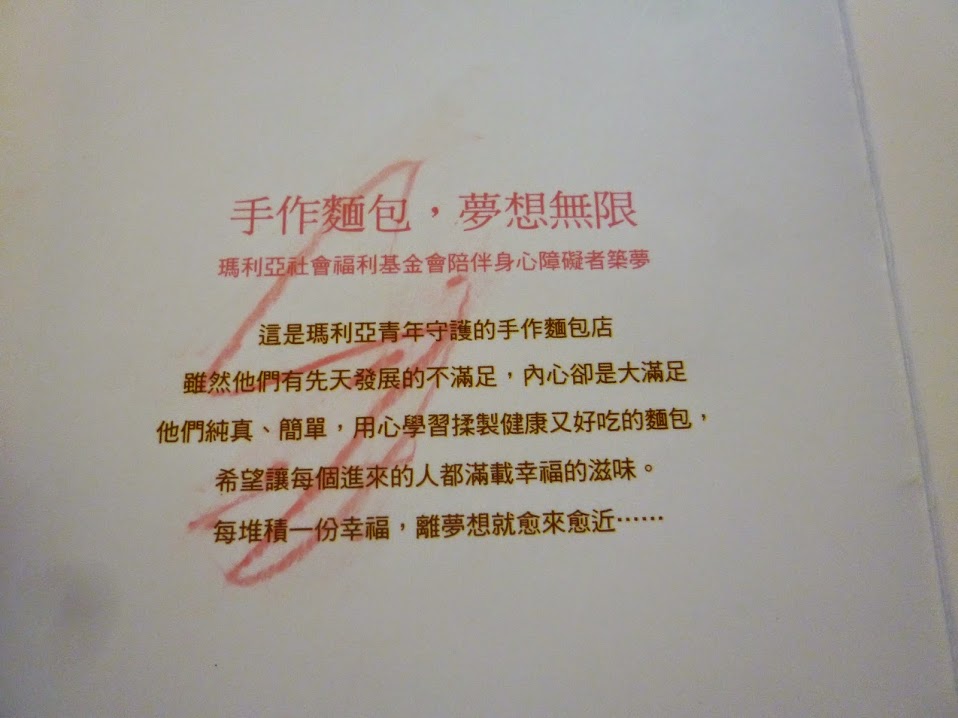 手作麵包，夢想無限
瑪利亞社會福利基金會陪伴身心障礙者築夢
這是瑪利亞青年守護的手作麵包店
雖然他們有先天發展的不滿足，內心卻是大滿足
他們純真、簡單，用心學習揉製健康又好吃的麵包，
希望讓每個進來的人都滿載幸福的滋味。
每堆積一份幸福，離夢想就愈來愈近……